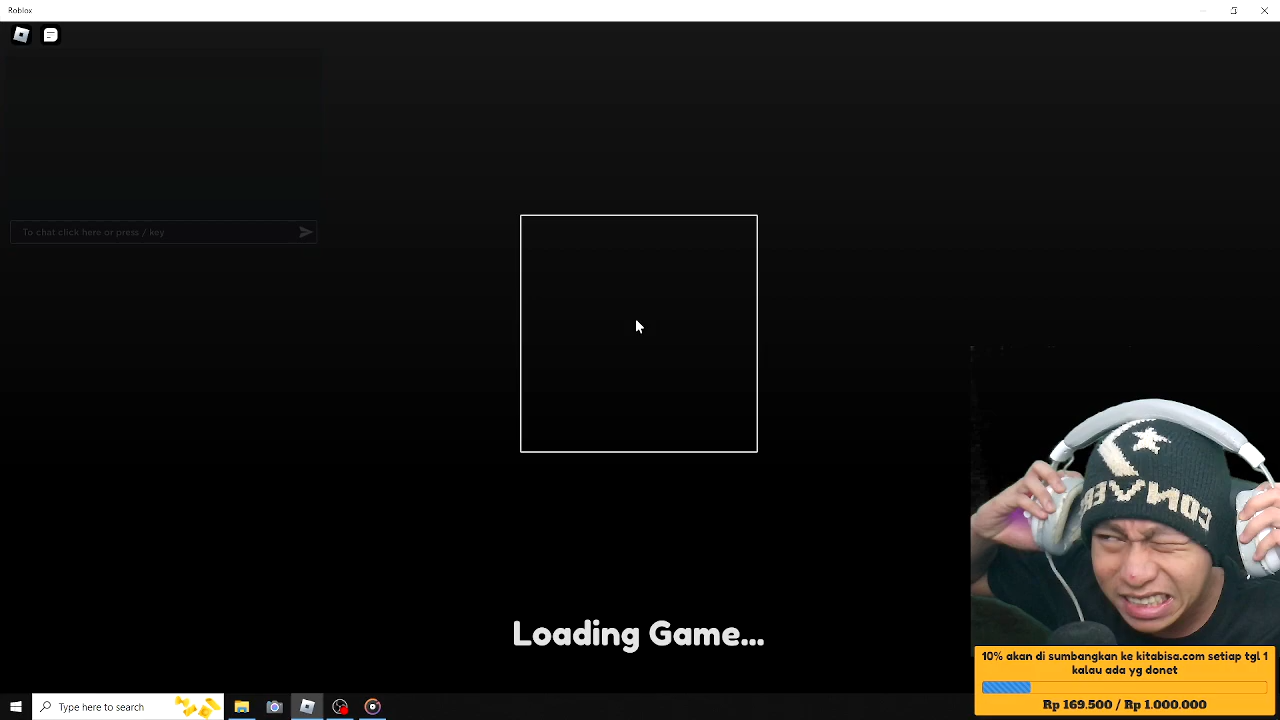 Roblox
To chat click here or press / key
Loading Game...
CONVERS
10% akan di sumbangkan ke kitabisa.com setiap tgl 1
kalau ada yg donet
Rp 169.500 / Rp 1.000.000
Type here to search